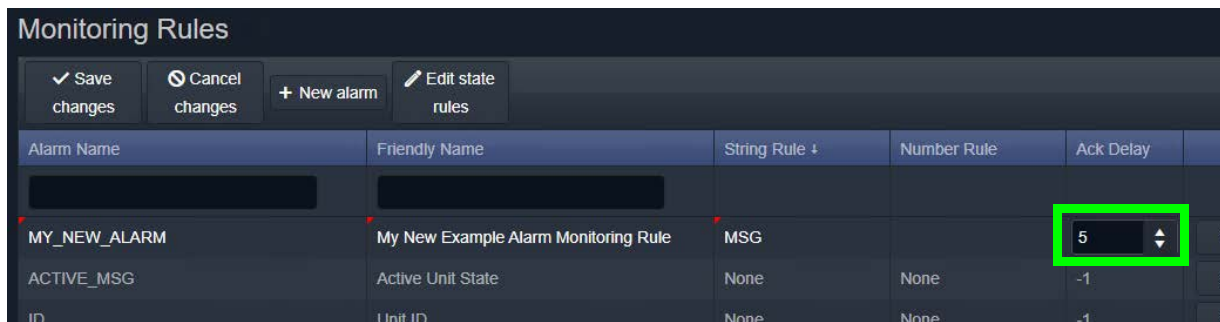 Monitoring Rules
Save changes
Cancel changes
+ New alarm
Edit state rules
Alarm Name Friendly Name String Rule ↓ Number Rule Ack Delay
MY_NEW_ALARM My New Example Alarm Monitoring Rule MSG 5
ACTIVE_MSG Active Unit State None None -1
ID Unit ID None None -1